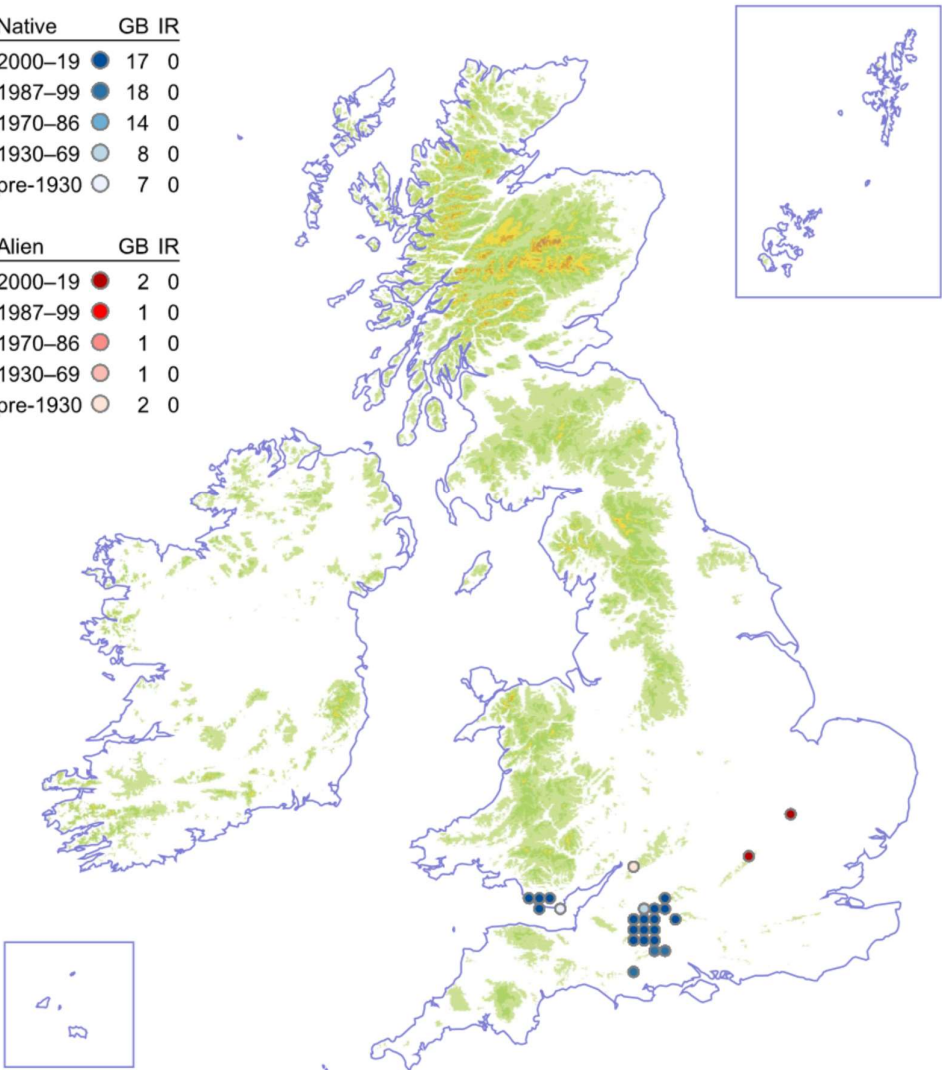 Native GB IR
2000–19 17 0
1987–99 18 0
1970–86 14 0
1930–69 8 0
pre-1930 7 0
Alien GB IR
2000–19 2 0
1987–99 1 0
1970–86 1 0
1930–69 1 0
pre-1930 2 0